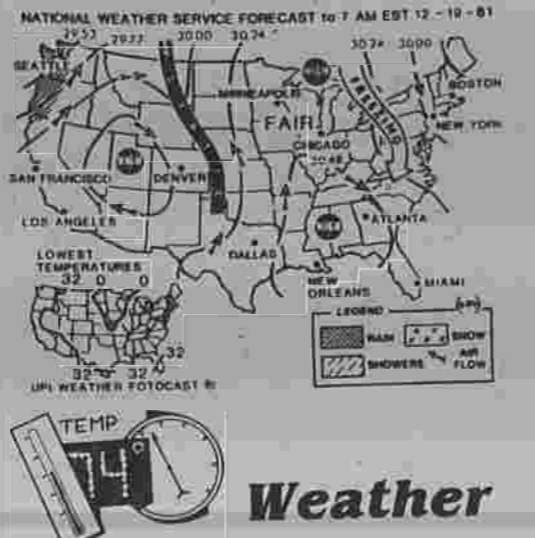 NATIONAL WEATHER SERVICE FORECAST to 7 AM EST 12 - 19 - 81
29.53 29.77 30.00 30.24 30.24 30.00
SEATTLE
MINNEAPOLIS
BOSTON
FREEZING
NEW YORK
FAIR
CHICAGO
SAN FRANCISCO
DENVER
LOS ANGELES
ATLANTA
DALLAS
LOWEST
TEMPERATURES
32 0 0
NEW
ORLEANS
MIAMI
LEGEND
RAIN
SNOW
SHOWERS
AIR
FLOW
32
32 32
UPI WEATHER FOTOCAST ®
TEMP
74
Weather